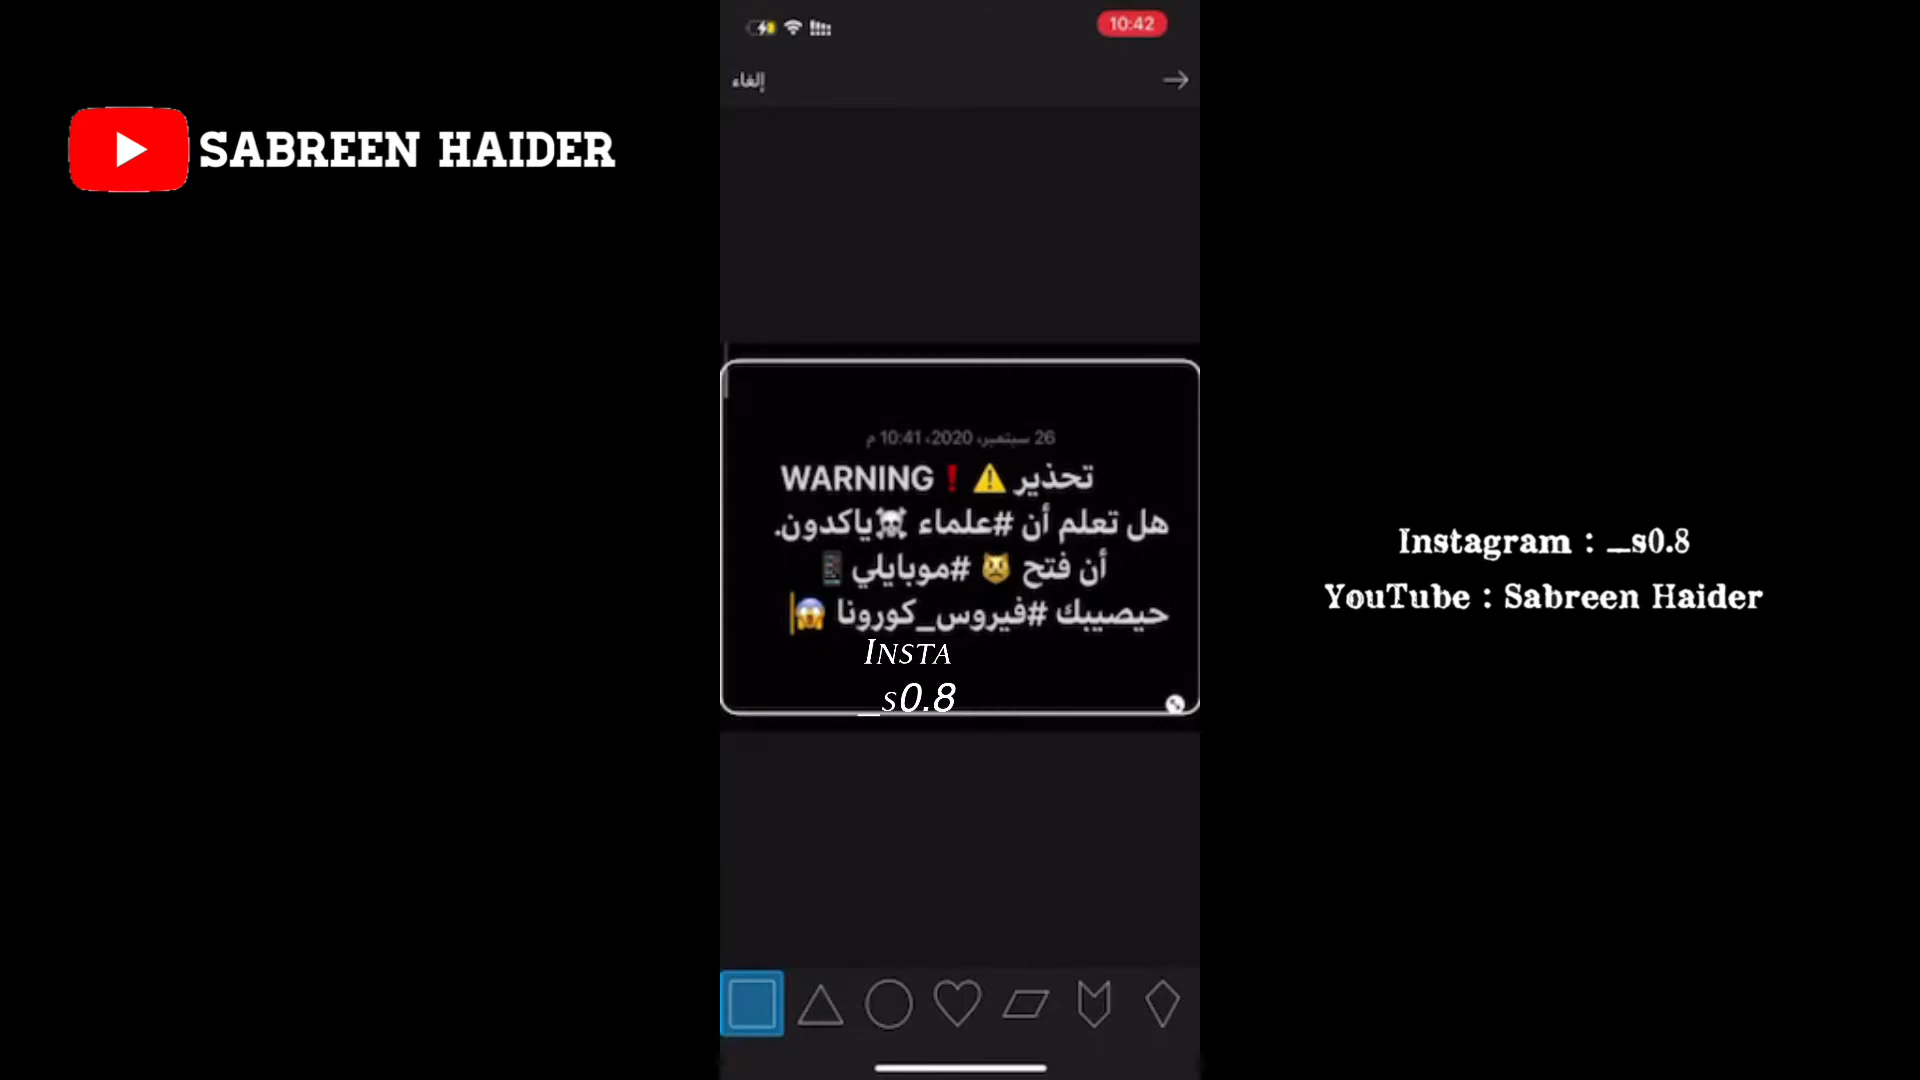 10:42
إلغاء
SABREEN HAIDER
26 سبتمبر، 2020، 10:41 م
تحذير ⚠️❗WARNING
هل تعلم أن #علماء ☠️ياكدون.
أن فتح 😾 #موبايلي📱
حيصيبك #فيروس_كورونا 😱
INSTA
_s0.8
Instagram : _s0.8
YouTube : Sabreen Haider